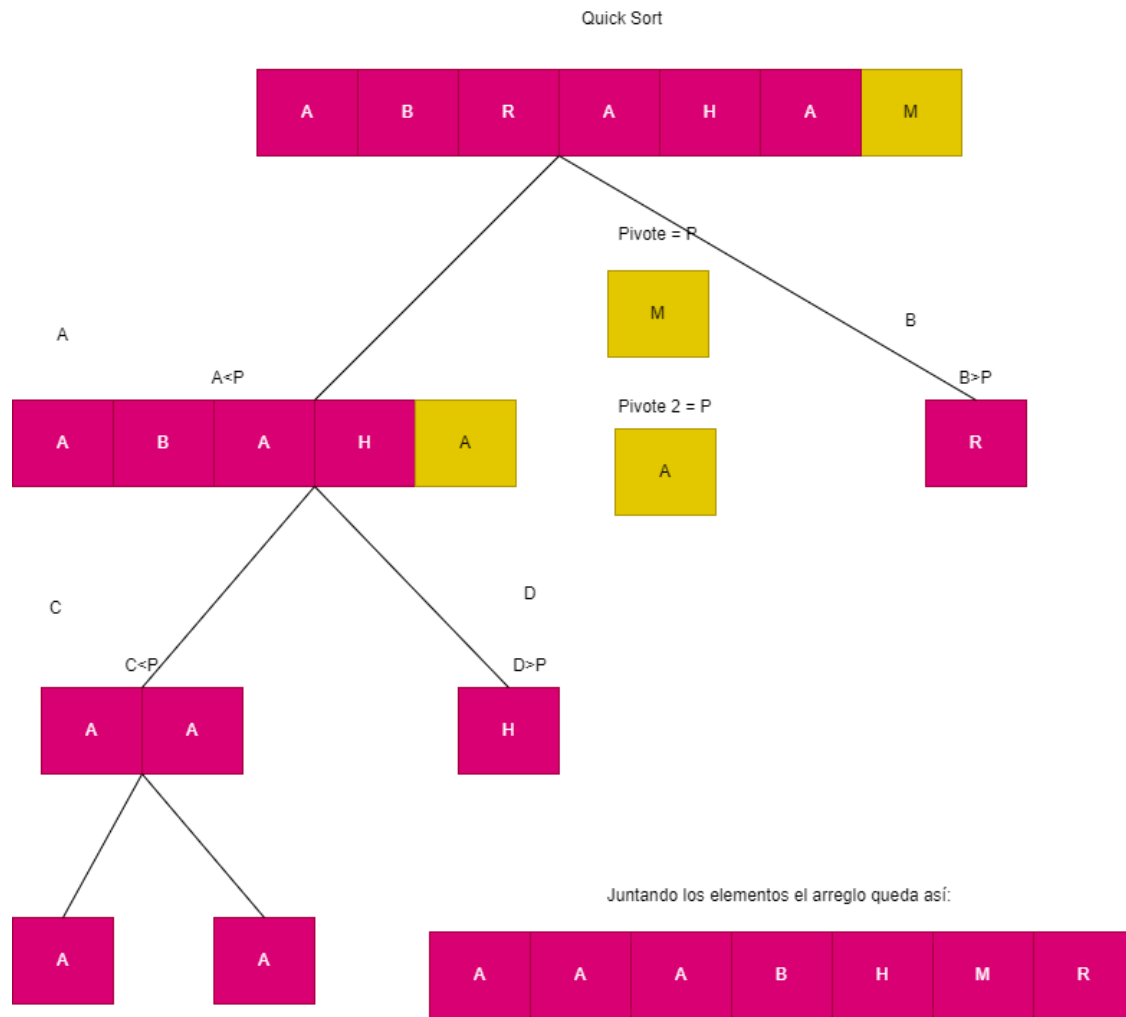 Quick Sort
A B R A H A M
Pivote = P
M
A
B
A<P
Pivote 2 = P
B>P
A B A H A
A
R
C
D
C<P
D>P
A A
H
A
A
Juntando los elementos el arreglo queda así:
A A A B H M R